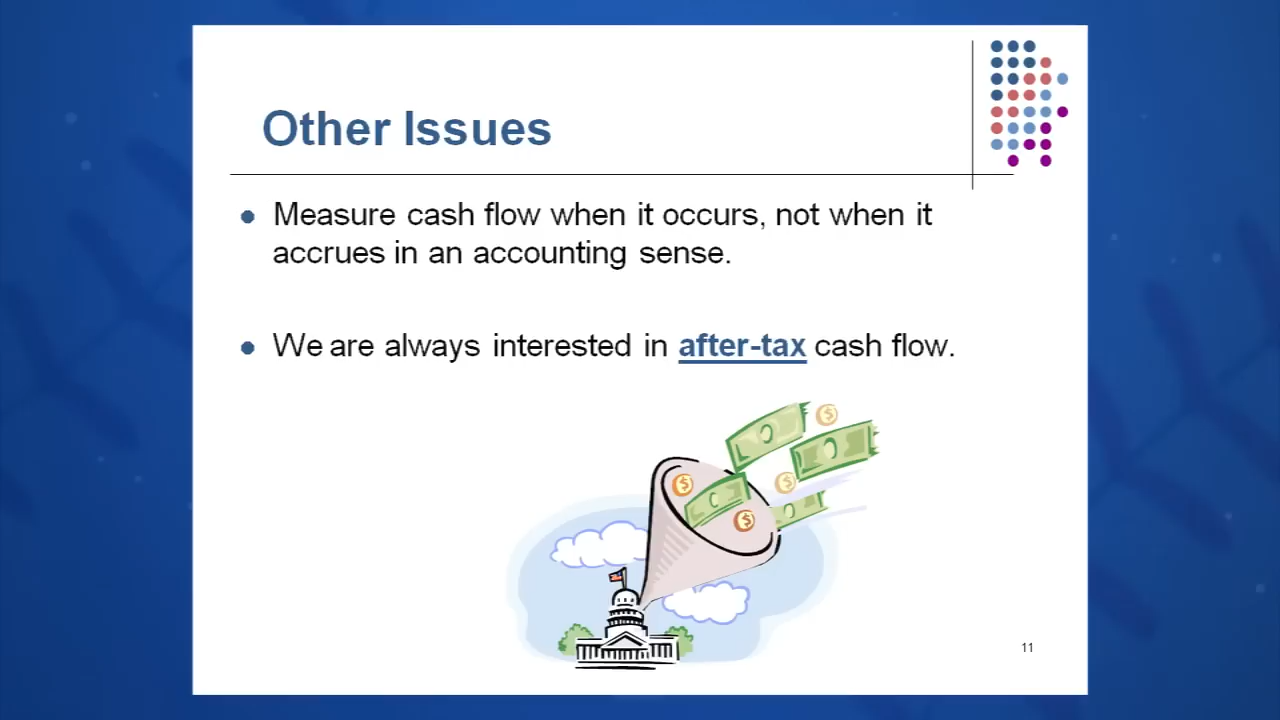 Other Issues
Measure cash flow when it occurs, not when it
accrues in an accounting sense.
We are always interested in after-tax cash flow.
$
$
$
$
11